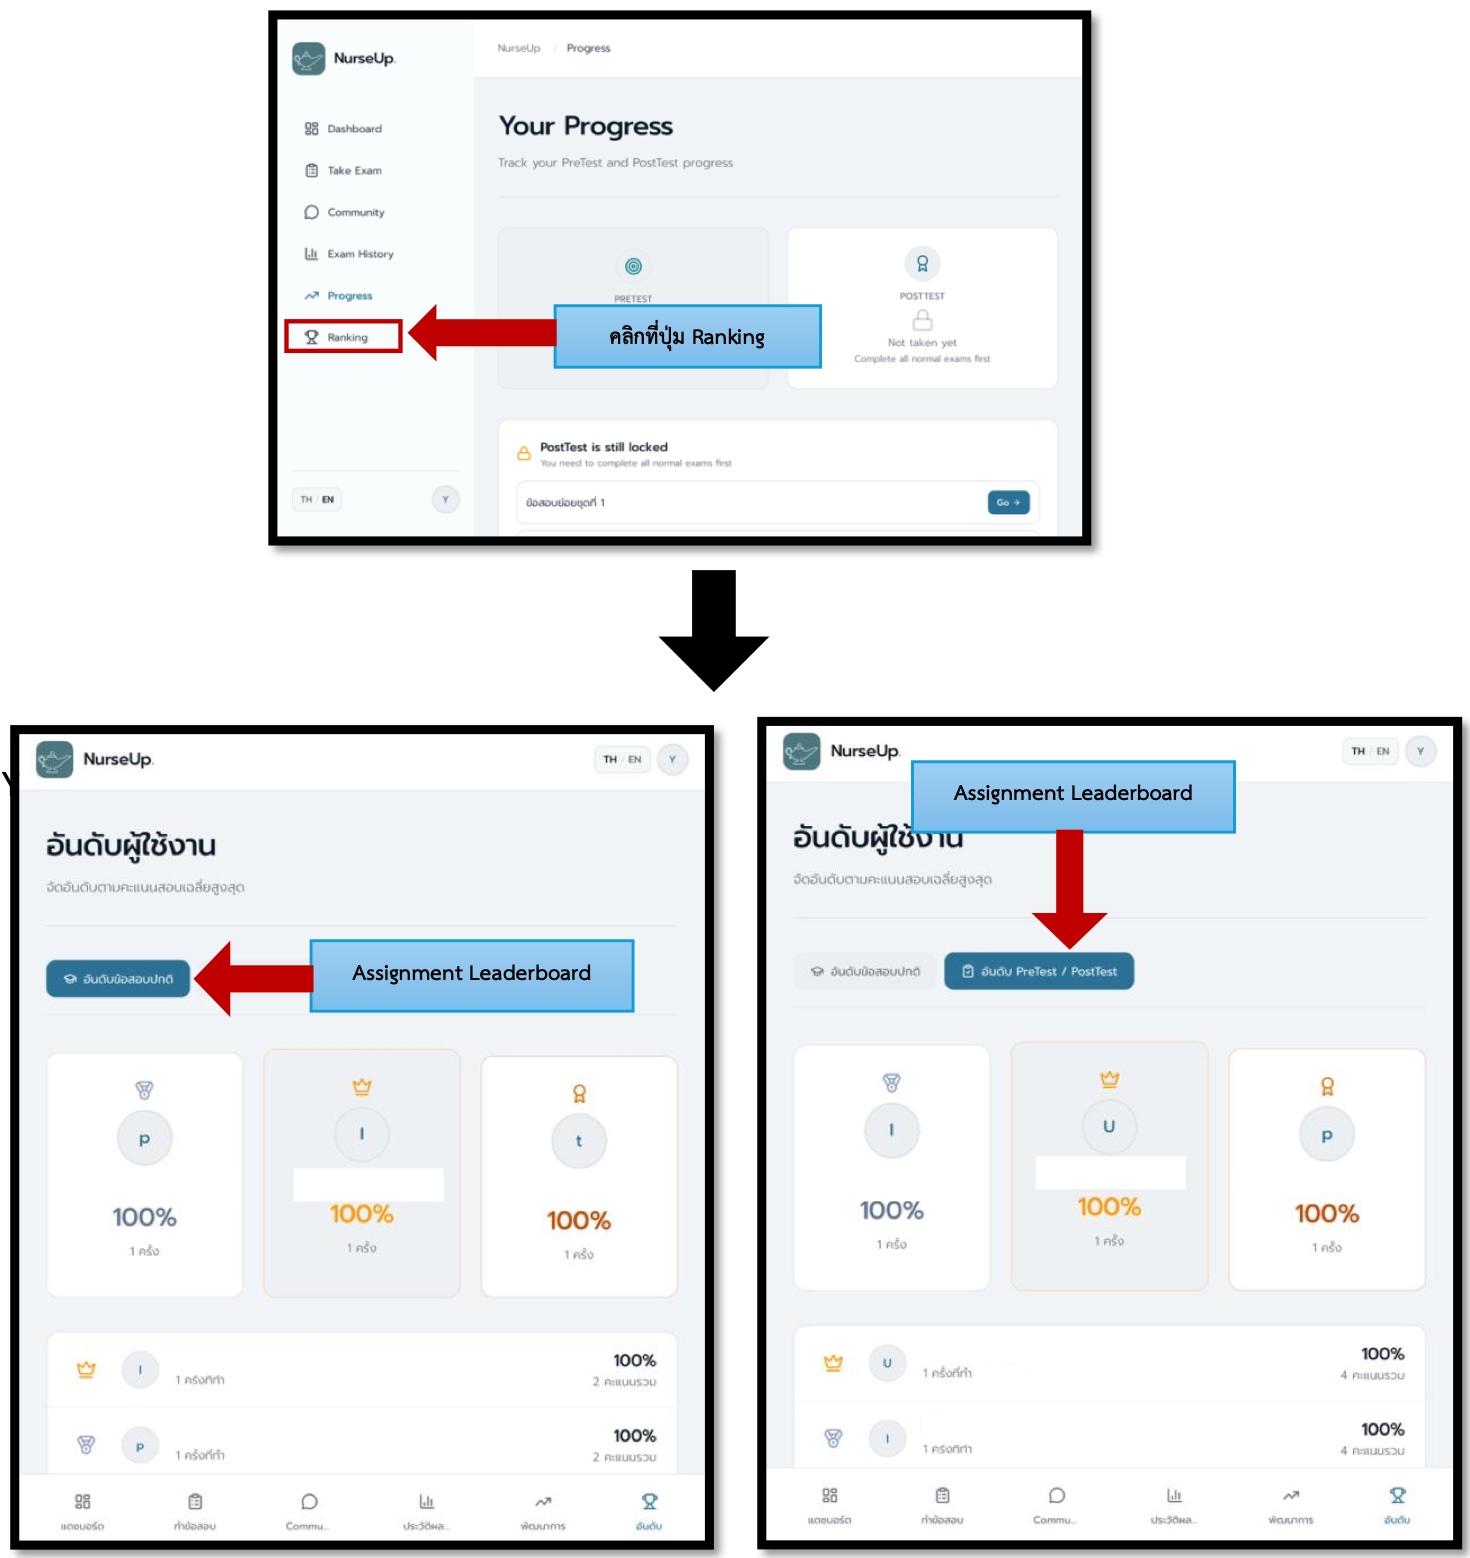 NurseUp.
NurseUp / Progress
Dashboard
Take Exam
Community
Exam History
Progress
Ranking
TH / EN
Y
Your Progress
Track your PreTest and PostTest progress
PRETEST
POSTTEST
Not taken yet
Complete all normal exams first
คลิกที่ปุ่ม Ranking
PostTest is still locked
You need to complete all normal exams first
ข้อสอบย่อยชุดที่ 1
Go →
NurseUp.
TH / EN
Y
อันดับผู้ใช้งาน
จัดอันดับตามคะแนนสอบเฉลี่ยสูงสุด
อันดับข้อสอบปกติ
Assignment Leaderboard
p
100%
1 ครั้ง
l
100%
1 ครั้ง
t
100%
1 ครั้ง
l
1 ครั้งที่ทำ
100%
2 คะแนนรวม
p
1 ครั้งที่ทำ
100%
2 คะแนนรวม
แดชบอร์ด
ทำข้อสอบ
Commu...
ประวัติผล...
พัฒนาการ
อันดับ
NurseUp.
TH / EN
Y
Assignment Leaderboard
อันดับผู้ใช้งาน
จัดอันดับตามคะแนนสอบเฉลี่ยสูงสุด
อันดับข้อสอบปกติ
อันดับ PreTest / PostTest
l
100%
1 ครั้ง
U
100%
1 ครั้ง
p
100%
1 ครั้ง
U
1 ครั้งที่ทำ
100%
4 คะแนนรวม
l
1 ครั้งที่ทำ
100%
4 คะแนนรวม
แดชบอร์ด
ทำข้อสอบ
Commu...
ประวัติผล...
พัฒนาการ
อันดับ